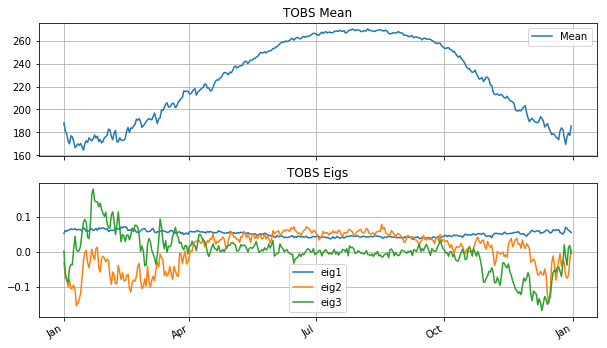 TOBS Mean
260
240
220
200
180
160
Mean
TOBS Eigs
0.1
0.0
−0.1
eig1
eig2
eig3
Jan
Apr
Jul
Oct
Jan